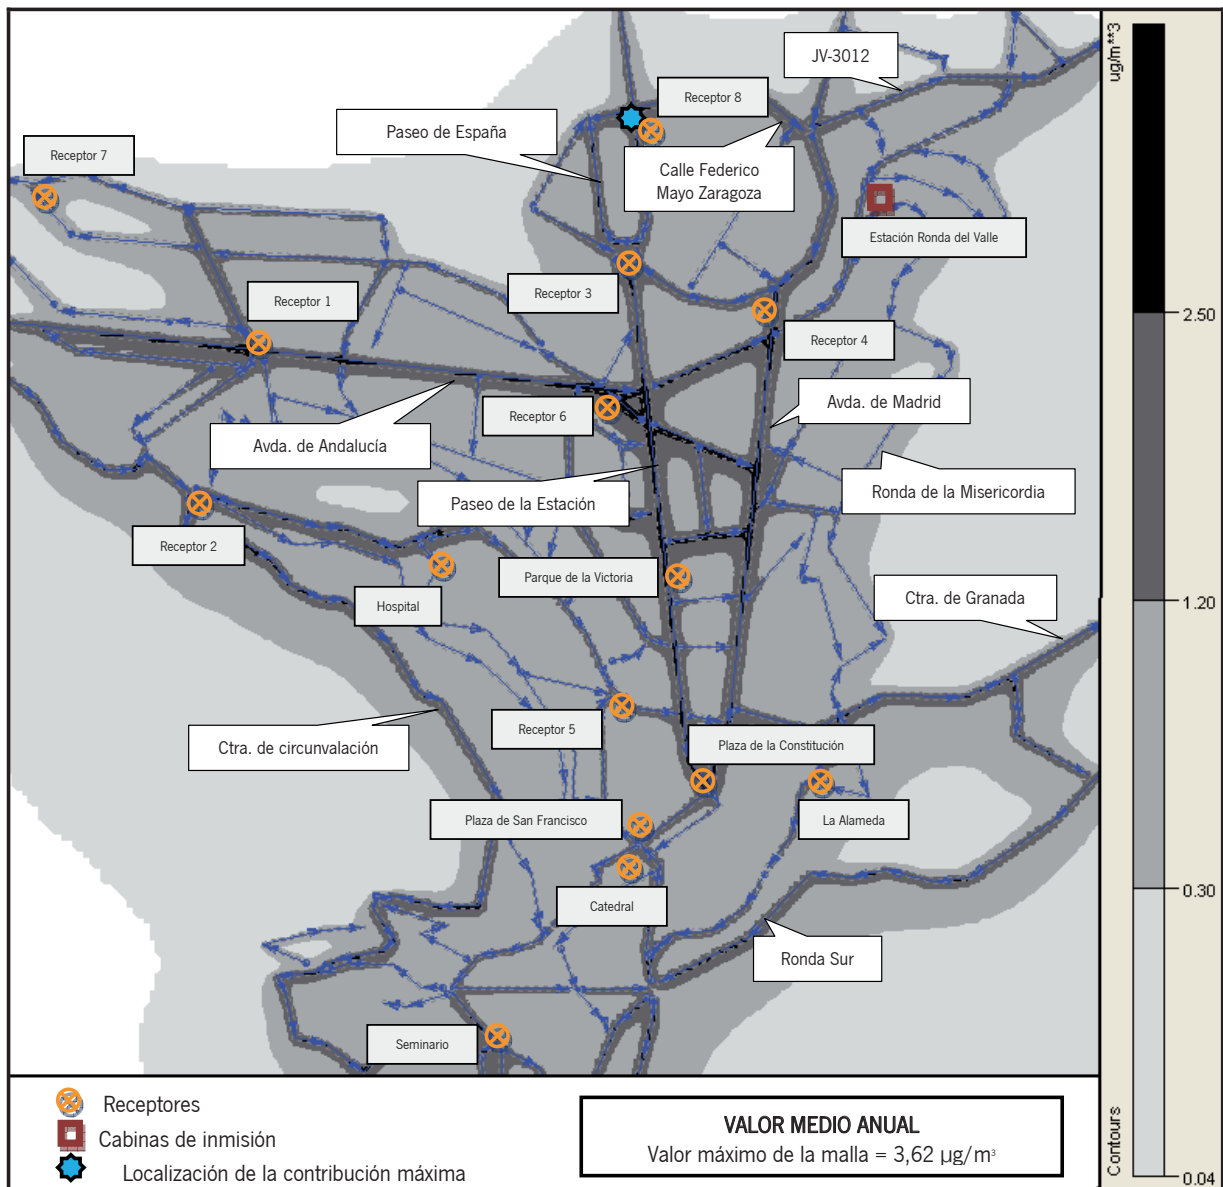 ug/m**3
JV-3012
Receptor 8
Paseo de España
Receptor 7
Calle Federico
Mayo Zaragoza
Estación Ronda del Valle
Receptor 3
Receptor 1
2.50
Receptor 4
Avda. de Madrid
Receptor 6
Avda. de Andalucía
Paseo de la Estación
Ronda de la Misericordia
Receptor 2
Parque de la Victoria
Hospital
Ctra. de Granada
1.20
Receptor 5
Ctra. de circunvalación
Plaza de la Constitución
Plaza de San Francisco
La Alameda
0.30
Catedral
Ronda Sur
Seminario
Receptores
Cabinas de inmisión
Localización de la contribución máxima
VALOR MEDIO ANUAL
Valor máximo de la malla = 3,62 µg/m³
Contours
0.04